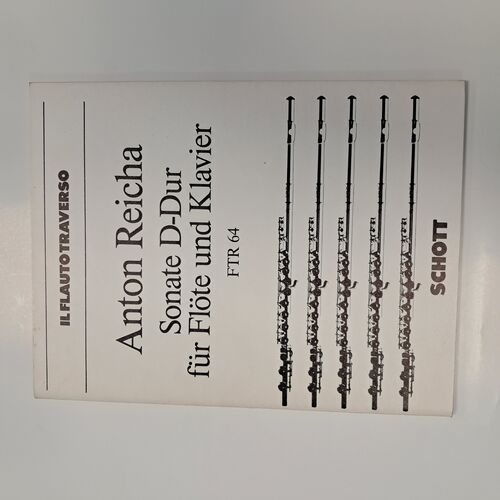 IL FLAUTO TRAVERSO
Anton Reicha
Sonate D-Dur
für Flöte und Klavier
FTR 64
SCHOTT